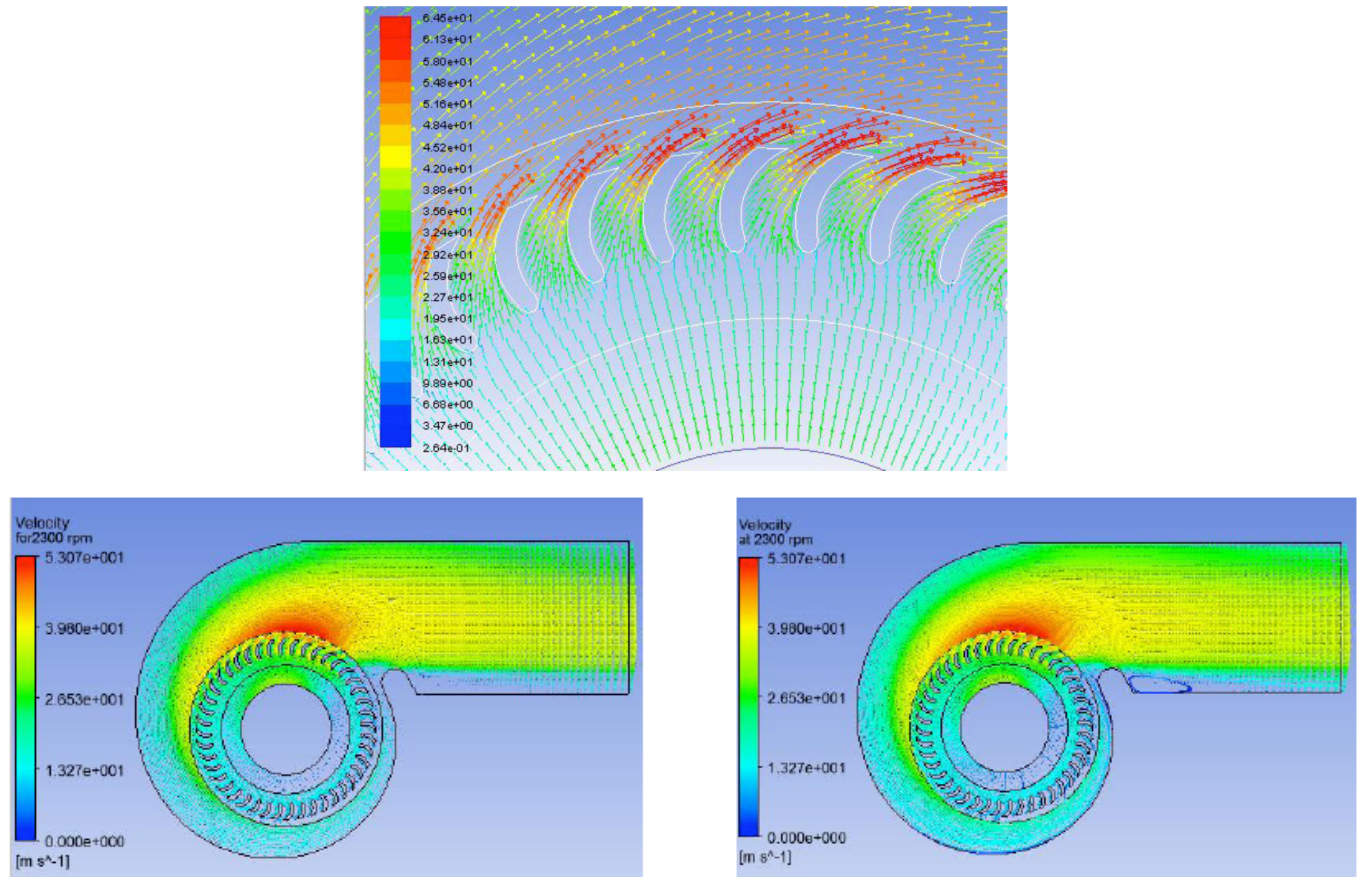 6.45e+01
6.13e+01
5.80e+01
5.48e+01
5.16e+01
4.84e+01
4.52e+01
4.20e+01
3.88e+01
3.56e+01
3.24e+01
2.92e+01
2.59e+01
2.27e+01
1.95e+01
1.63e+01
1.31e+01
9.89e+00
6.68e+00
3.47e+00
2.64e-01
Velocity
for2300 rpm
5.307e+001
3.980e+001
2.653e+001
1.327e+001
0.000e+000
[m s^-1]
Velocity
at 2300 rpm
5.307e+001
3.980e+001
2.653e+001
1.327e+001
0.000e+000
[m s^-1]